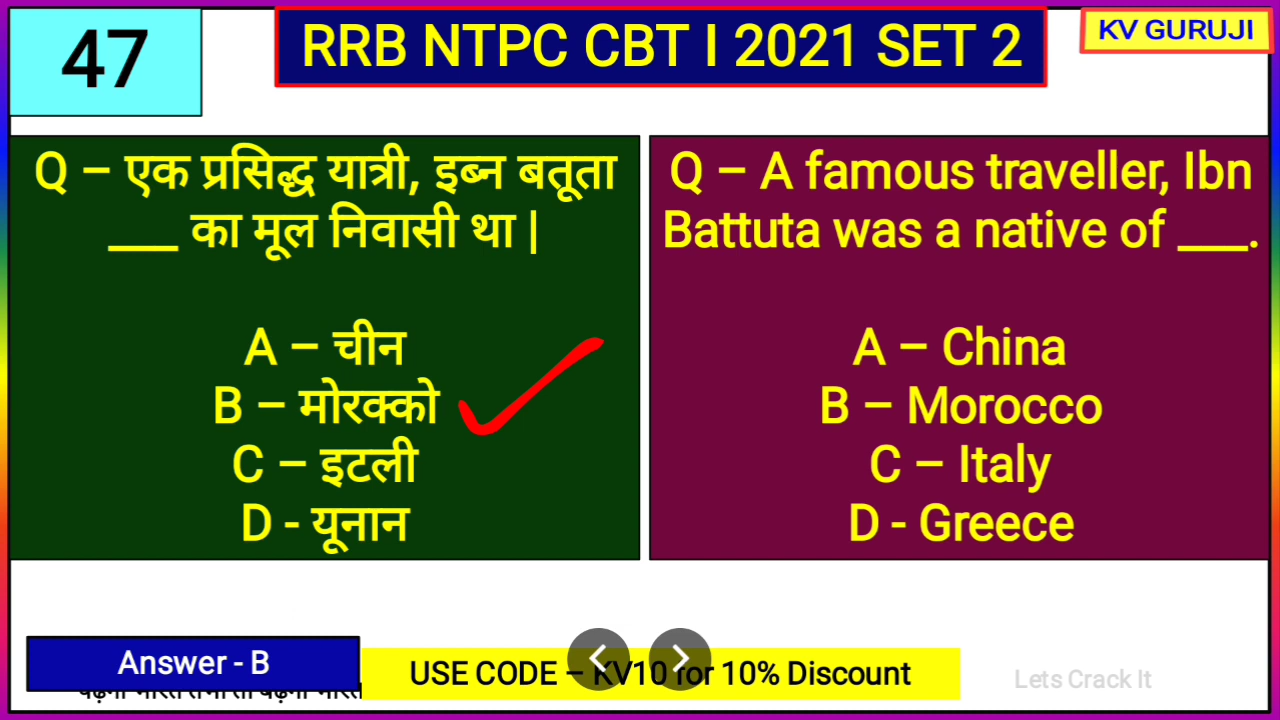 47
RRB NTPC CBT I 2021 SET 2
KV GURUJI
Q – एक प्रसिद्ध यात्री, इब्न बतूता
___ का मूल निवासी था |
A – चीन
B – मोरक्को
C – इटली
D - यूनान
Q – A famous traveller, Ibn
Battuta was a native of ___.
A – China
B – Morocco
C – Italy
D - Greece
Answer - B
USE CODE – KV10 for 10% Discount
Lets Crack It